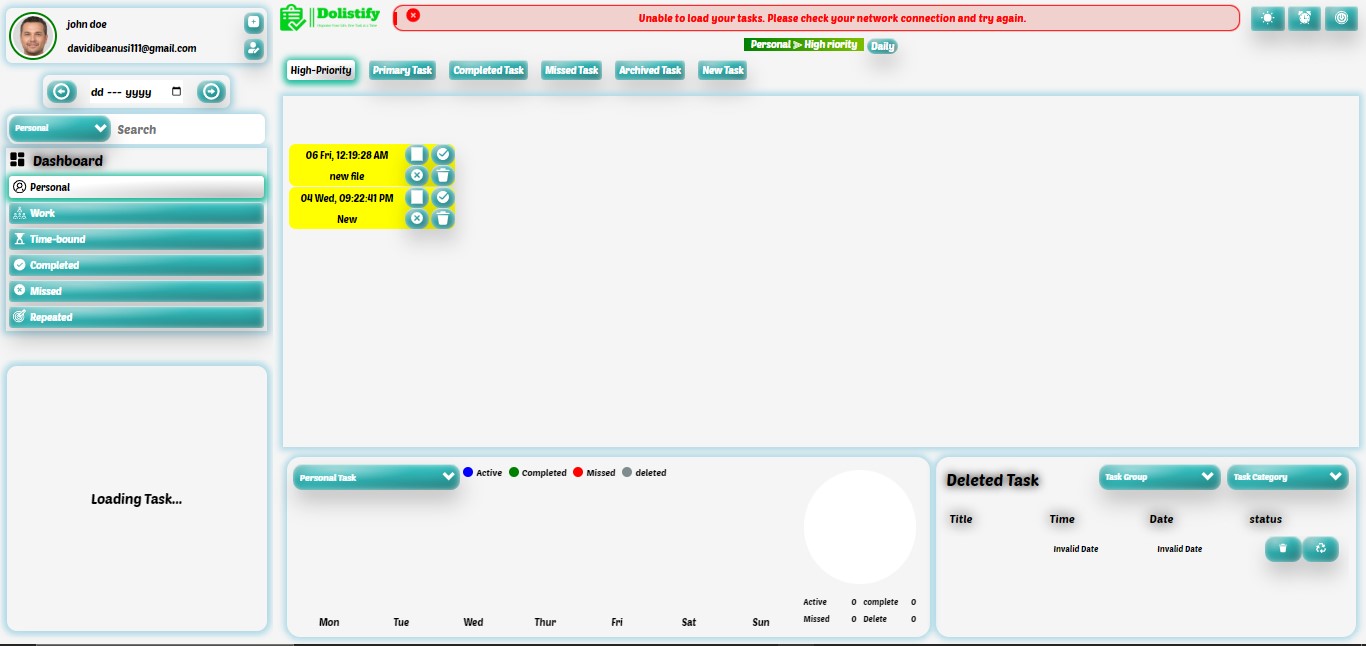 john doe
davidibeanusi111@gmail.com
dd --- yyyy
Personal
Search
Dashboard
Personal
Work
Time-bound
Completed
Missed
Repeated
Loading Task...
Dolistify
Unable to load your tasks. Please check your network connection and try again.
Personal ⪢ High riority
Daily
High-Priority
Primary Task
Completed Task
Missed Task
Archived Task
New Task
06 Fri, 12:19:28 AM
new file
04 Wed, 09:22:41 PM
New
Personal Task
Active
Completed
Missed
deleted
Mon
Tue
Wed
Thur
Fri
Sat
Sun
Active 0 complete 0
Missed 0 Delete 0
Deleted Task
Task Group
Task Category
Title Time Date status
Invalid Date Invalid Date